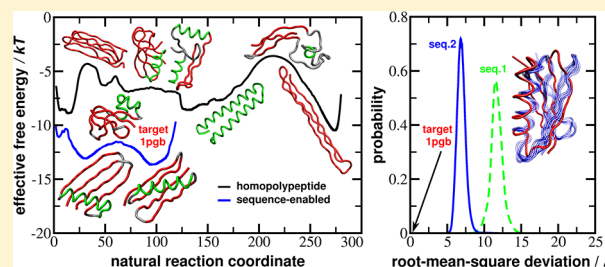 effective free energy / kT
0
-5
-10
-15
-20
target
1pgb
homopolypeptide
sequence-enabled
0 50 100 150 200 250 300
natural reaction coordinate
probability
0.8
0.6
0.4
0.2
0
seq.2
seq.1
target
1pgb
0 5 10 15 20 25
root-mean-square deviation /